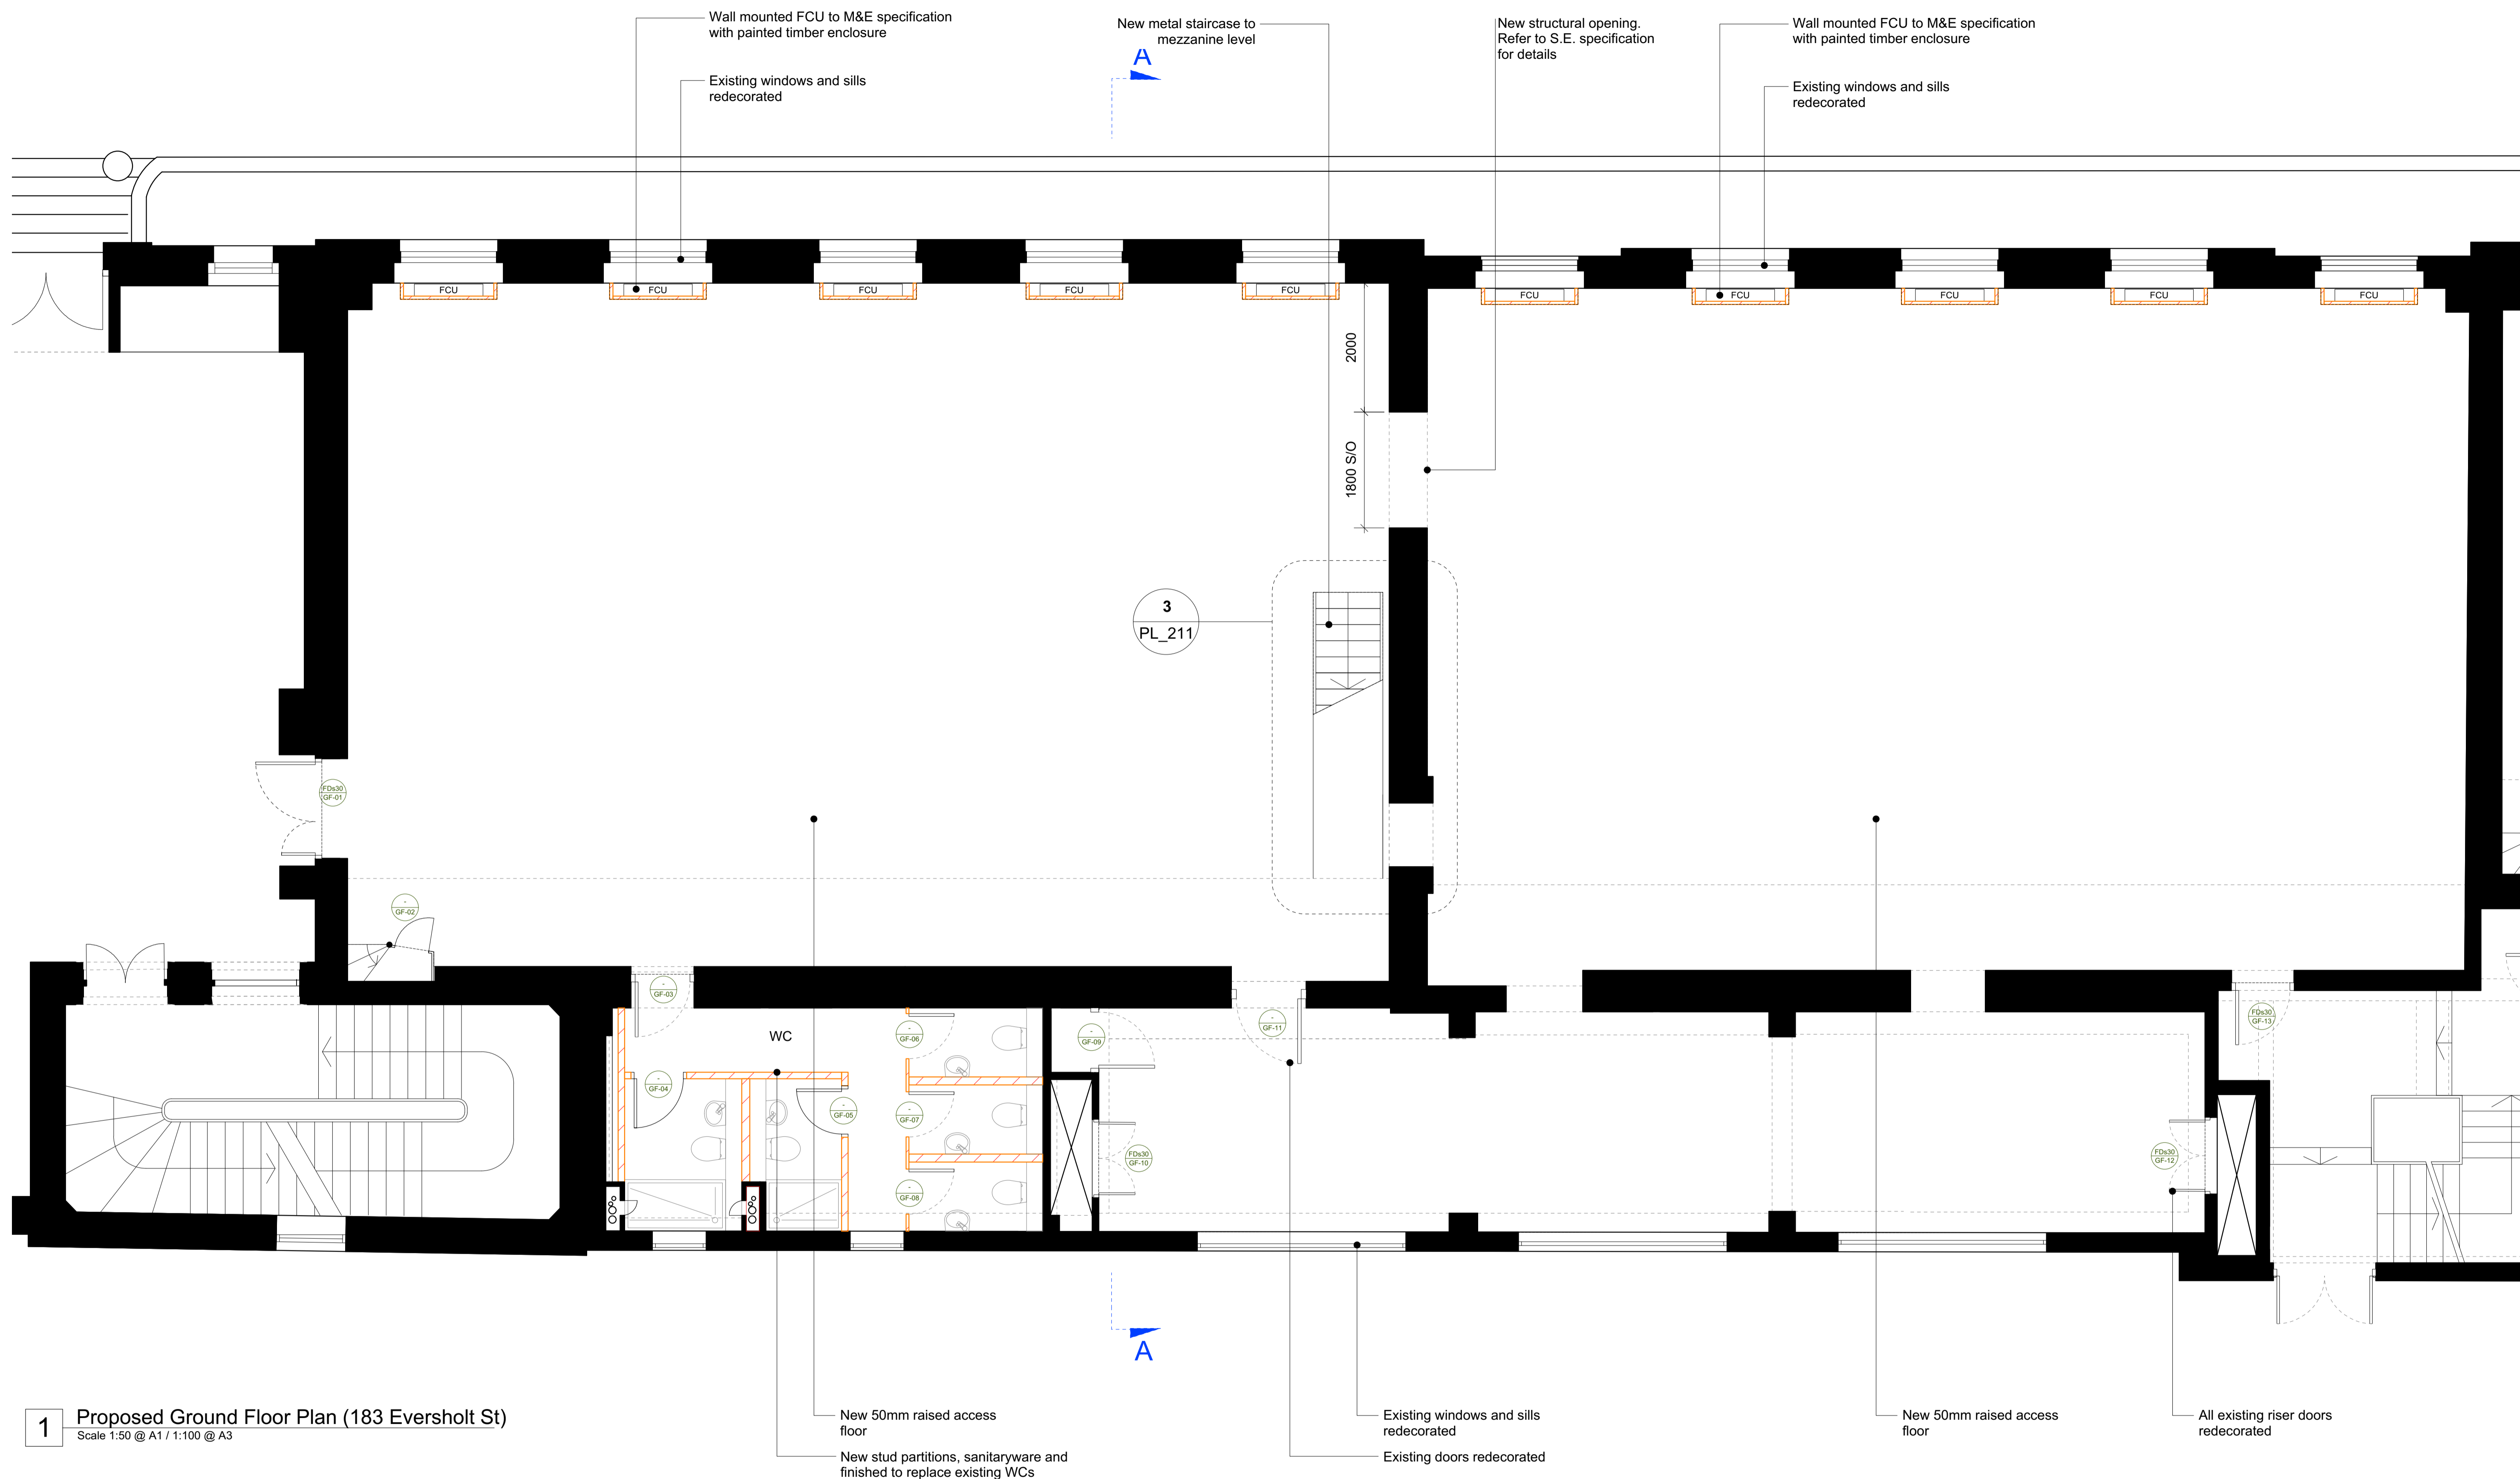 Wall mounted FCU to M&E specification
with painted timber enclosure
Existing windows and sills
redecorated
New metal staircase to
mezzanine level
A
New structural opening.
Refer to S.E. specification
for details
Wall mounted FCU to M&E specification
with painted timber enclosure
Existing windows and sills
redecorated
FCU
FCU
FCU
FCU
FCU
FCU
FCU
FCU
FCU
FCU
2000
1800 S/O
3
PL_211
FDs30
GF-01
-
GF-02
-
GF-03
WC
-
GF-04
-
GF-05
-
GF-06
-
GF-07
-
GF-08
-
GF-09
FDs30
GF-10
-
GF-11
FDs30
GF-12
FDs30
GF-13
A
1
Proposed Ground Floor Plan (183 Eversholt St)
Scale 1:50 @ A1 / 1:100 @ A3
New 50mm raised access
floor
New stud partitions, sanitaryware and
finished to replace existing WCs
Existing windows and sills
redecorated
Existing doors redecorated
New 50mm raised access
floor
All existing riser doors
redecorated